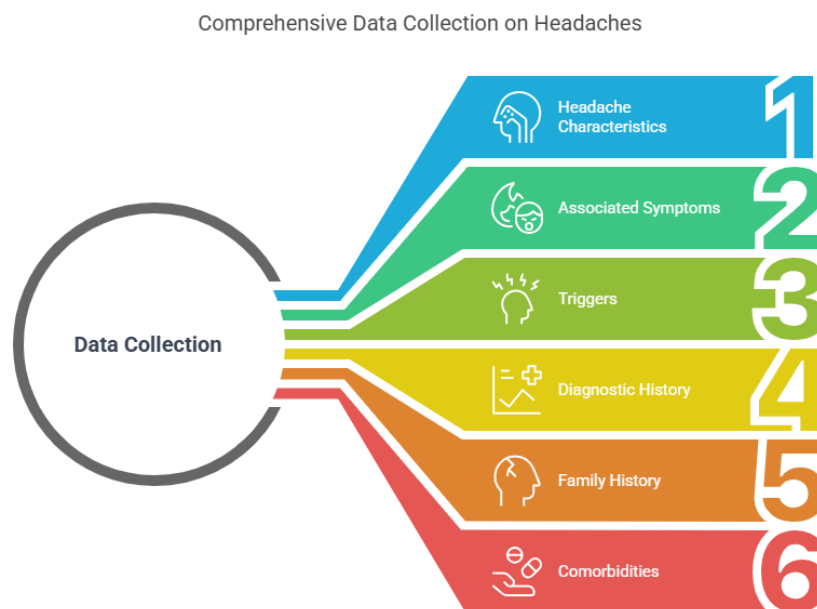 Comprehensive Data Collection on Headaches
Data Collection
Headache
Characteristics
1
Associated Symptoms
2
Triggers
3
Diagnostic History
4
Family History
5
Comorbidities
6